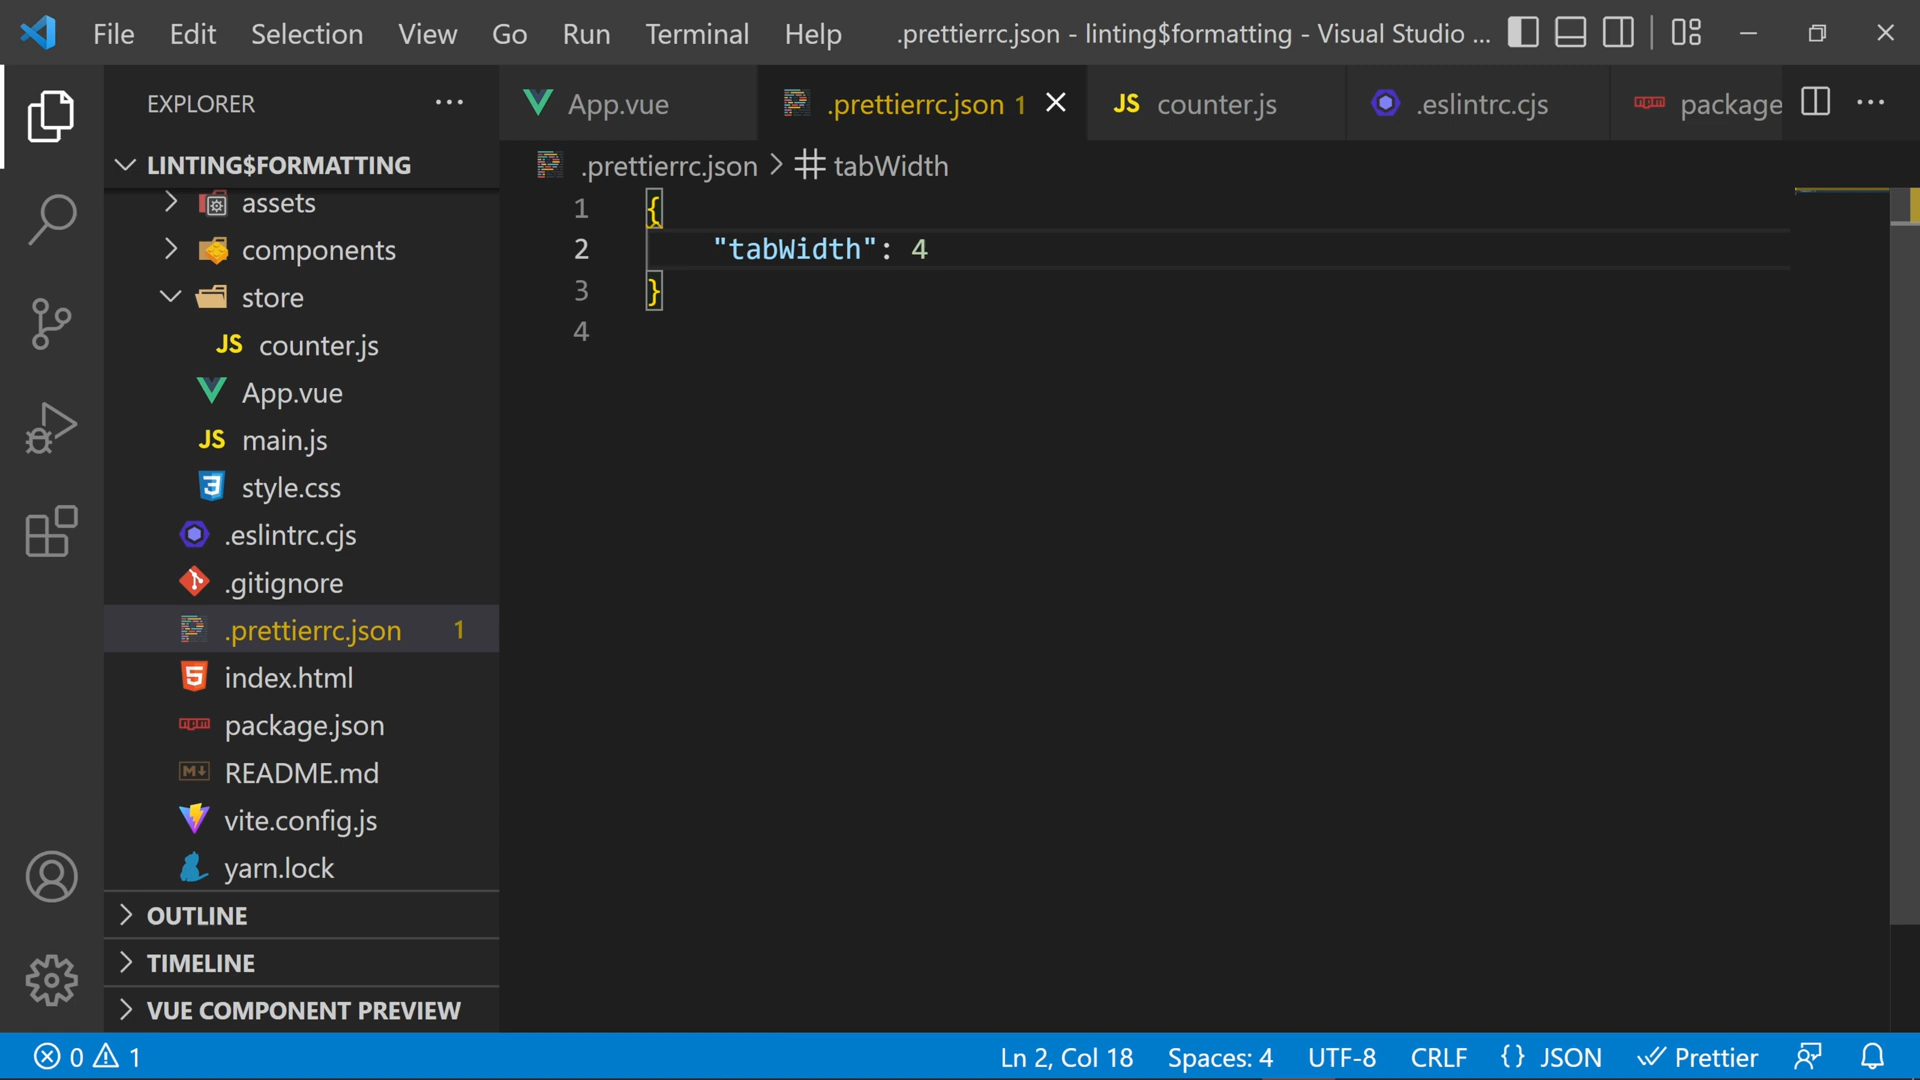 File Edit Selection View Go Run Terminal Help .prettierrc.json - linting$formatting - Visual Studio ...
EXPLORER
App.vue .prettierrc.json 1 JS counter.js .eslintrc.cjs npm package
LINTING$FORMATTING
.prettierrc.json > tabWidth
assets
components
store
JS counter.js
App.vue
JS main.js
style.css
.eslintrc.cjs
.gitignore
.prettierrc.json 1
index.html
npm package.json
README.md
vite.config.js
yarn.lock
OUTLINE
TIMELINE
VUE COMPONENT PREVIEW
1 {
2 "tabWidth": 4
3 }
4
0 1 Ln 2, Col 18 Spaces: 4 UTF-8 CRLF {} JSON Prettier